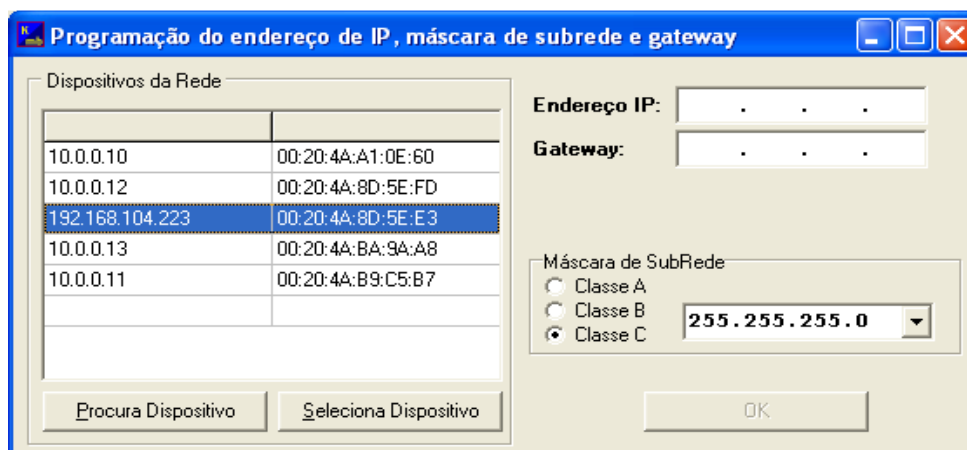 Programação do endereço de IP, máscara de subrede e gateway
Dispositivos da Rede
10.0.0.10 00:20:4A:A1:0E:60
10.0.0.12 00:20:4A:8D:5E:FD
192.168.104.223 00:20:4A:8D:5E:E3
10.0.0.13 00:20:4A:BA:9A:A8
10.0.0.11 00:20:4A:B9:C5:B7
Procura Dispositivo Seleciona Dispositivo
Endereço IP: . . .
Gateway: . . .
Máscara de SubRede
Classe A
Classe B
Classe C
255.255.255.0
OK